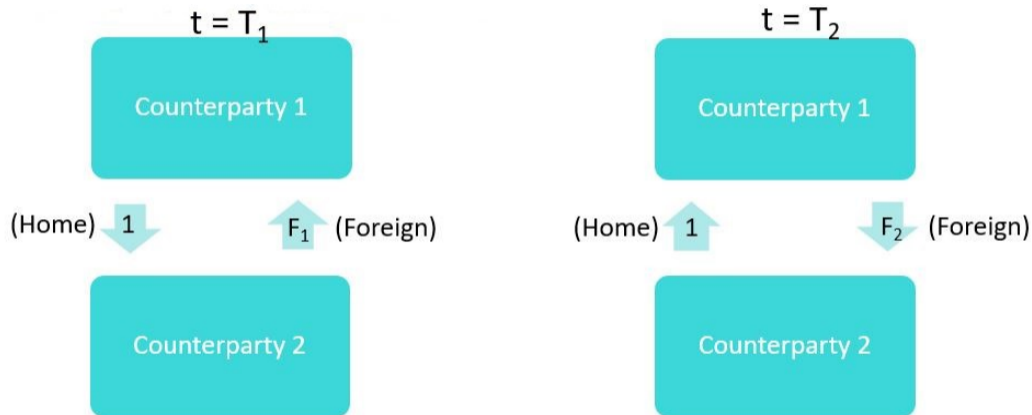 t = T₁
Counterparty 1
(Home) 1 F₁ (Foreign)
Counterparty 2
t = T₂
Counterparty 1
(Home) 1 F₂ (Foreign)
Counterparty 2